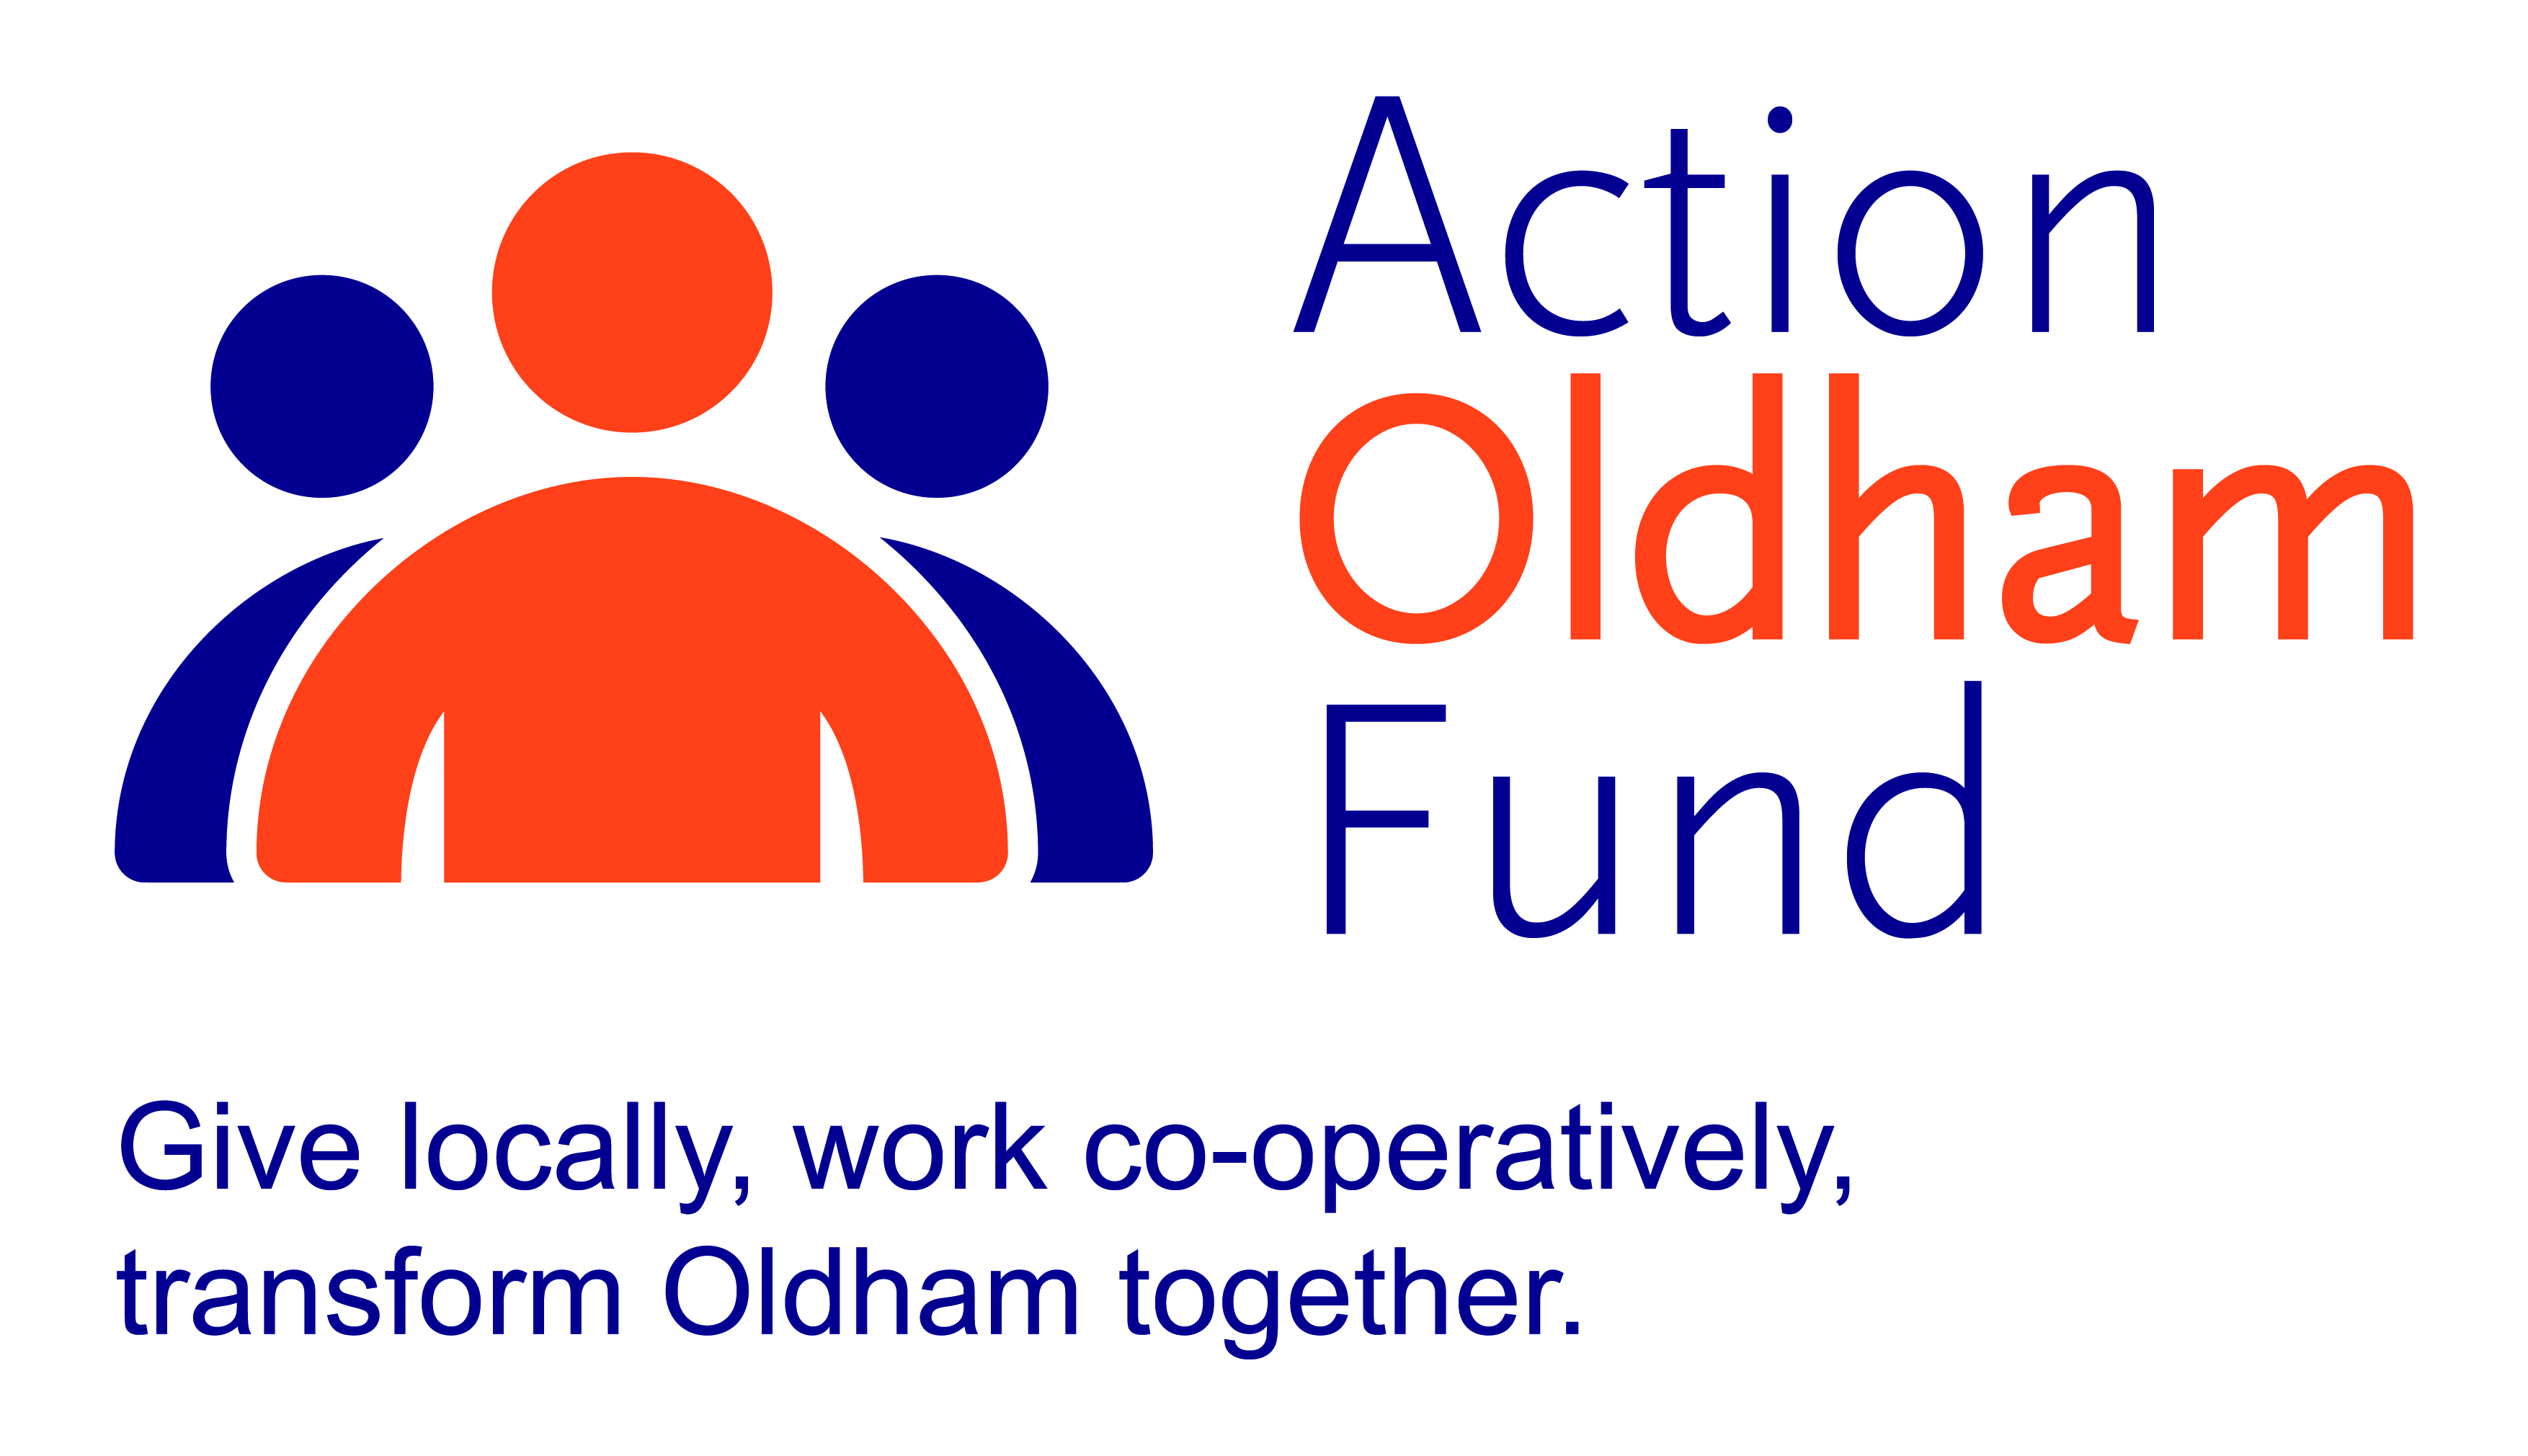 Action
Oldham
Fund
Give locally, work co-operatively,
transform Oldham together.